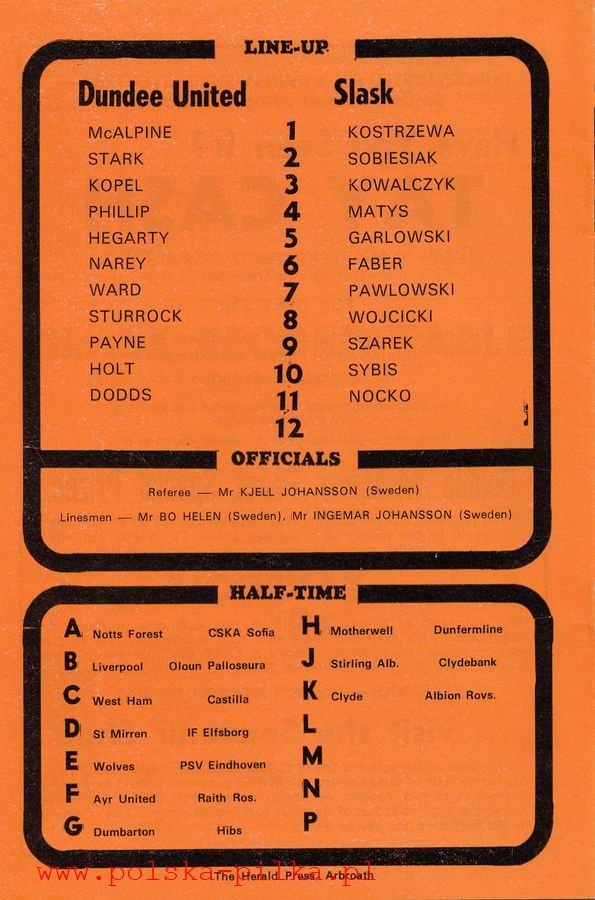 LINE-UP
Dundee United Slask
McALPINE 1 KOSTRZEWA
STARK 2 SOBIESIAK
KOPEL 3 KOWALCZYK
PHILLIP 4 MATYS
HEGARTY 5 GARLOWSKI
NAREY 6 FABER
WARD 7 PAWLOWSKI
STURROCK 8 WOJCICKI
PAYNE 9 SZAREK
HOLT 10 SYBIS
DODDS 11 NOCKO
12
OFFICIALS
Referee — Mr KJELL JOHANSSON (Sweden)
Linesmen — Mr BO HELEN (Sweden), Mr INGEMAR JOHANSSON (Sweden)
HALF-TIME
A Notts Forest CSKA Sofia
B Liverpool Oloun Palloseura
C West Ham Castilla
D St Mirren IF Elfsborg
E Wolves PSV Eindhoven
F Ayr United Raith Ros.
G Dumbarton Hibs
H Motherwell Dunfermline
J Stirling Alb. Clydebank
K Clyde Albion Rovs.
L
M
N
P
www.polska-pilka.pl
The Herald Press, Arbroath